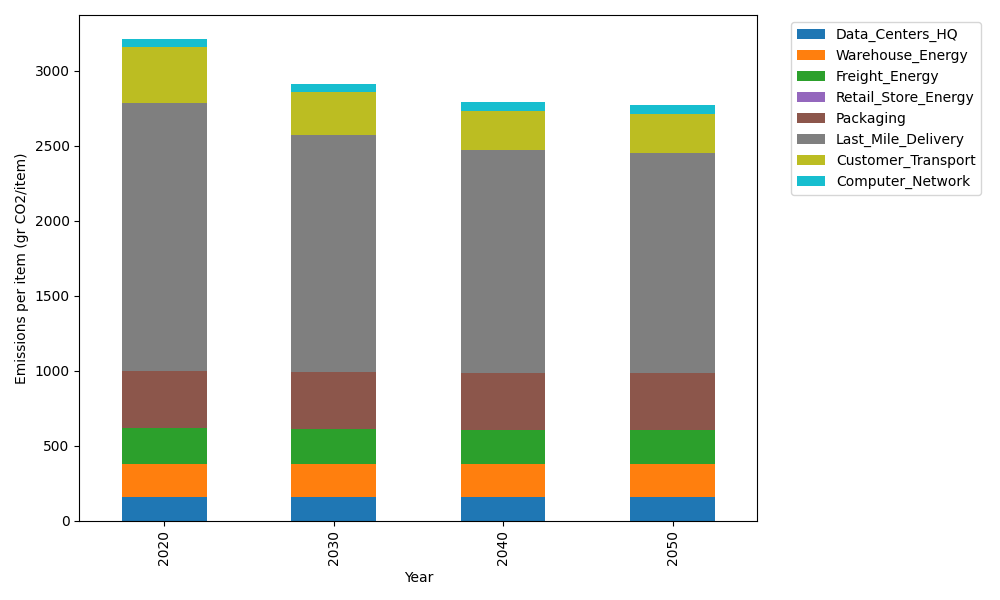 Emissions per item (gr CO2/item)
3000
2500
2000
1500
1000
500
0
2020
2030
2040
2050
Year
Data_Centers_HQ
Warehouse_Energy
Freight_Energy
Retail_Store_Energy
Packaging
Last_Mile_Delivery
Customer_Transport
Computer_Network